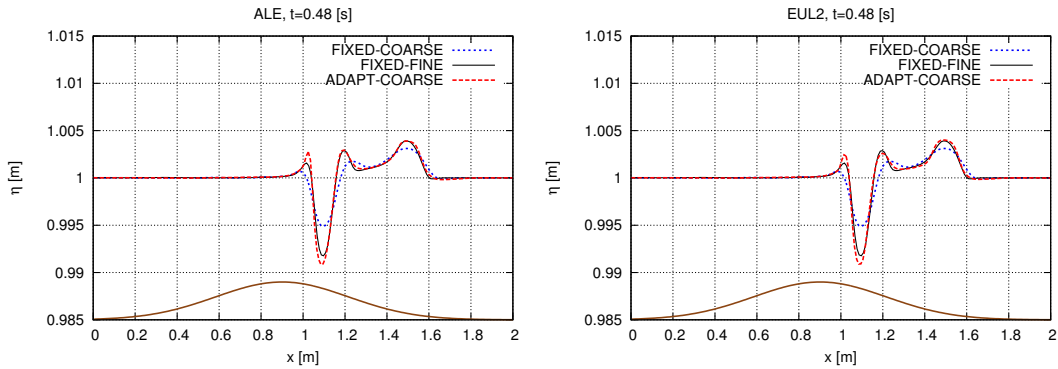 ALE, t=0.48 [s]
1.015
1.01
1.005
1
0.995
0.99
0.985
η [m]
FIXED-COARSE
FIXED-FINE
ADAPT-COARSE
0 0.2 0.4 0.6 0.8 1 1.2 1.4 1.6 1.8 2
x [m]
EUL2, t=0.48 [s]
1.015
1.01
1.005
1
0.995
0.99
0.985
η [m]
FIXED-COARSE
FIXED-FINE
ADAPT-COARSE
0 0.2 0.4 0.6 0.8 1 1.2 1.4 1.6 1.8 2
x [m]